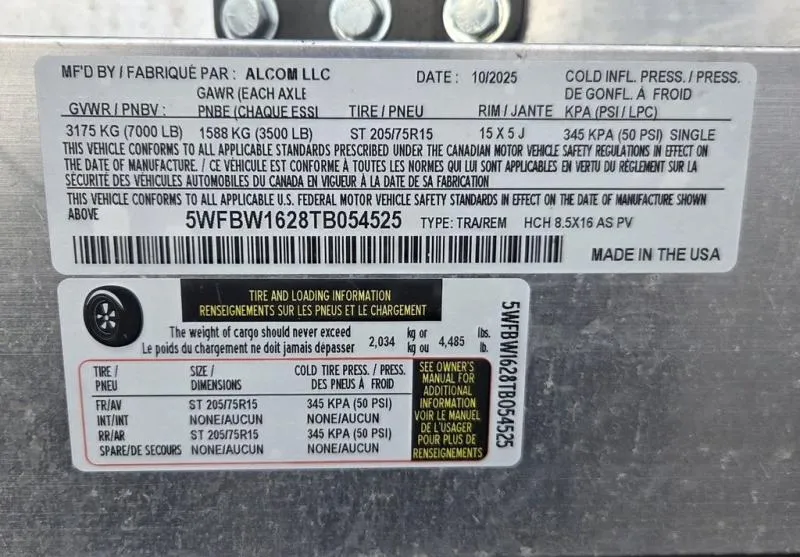 MF'D BY / FABRIQUÉ PAR : ALCOM LLC DATE : 10/2025 COLD INFL. PRESS. / PRESS.
GAWR (EACH AXLE DE GONFL. À FROID
GVWR / PNBV : PNBE (CHAQUE ESSI TIRE / PNEU RIM / JANTE KPA (PSI / LPC)
3175 KG (7000 LB) 1588 KG (3500 LB) ST 205/75R15 15 X 5 J 345 KPA (50 PSI) SINGLE
THIS VEHICLE CONFORMS TO ALL APPLICABLE STANDARDS PRESCRIBED UNDER THE CANADIAN MOTOR VEHICLE SAFETY REGULATIONS IN EFFECT ON
THE DATE OF MANUFACTURE. / CE VÉHICULE EST CONFORME À TOUTES LES NORMES QUI LUI SONT APPLICABLES EN VERTU DU RÈGLEMENT SUR LA
SÉCURITÉ DES VÉHICULES AUTOMOBILES DU CANADA EN VIGUEUR À LA DATE DE SA FABRICATION
THIS VEHICLE CONFORMS TO ALL APPLICABLE U.S. FEDERAL MOTOR VEHICLE SAFETY STANDARDS IN EFFECT ON THE DATE OF MANUFACTURE SHOWN
ABOVE 5WFBW1628TB054525 TYPE: TRA/REM HCH 8.5X16 AS PV
MADE IN THE USA
TIRE AND LOADING INFORMATION
RENSEIGNEMENTS SUR LES PNEUS ET LE CHARGEMENT
The weight of cargo should never exceed 2,034 kg or 4,485 lbs.
Le poids du chargement ne doit jamais dépasser kg ou lb.
TIRE / SIZE / COLD TIRE PRESS. / PRESS.
PNEU DIMENSIONS DES PNEUS À FROID
FR/AV ST 205/75R15 345 KPA (50 PSI)
INT/INT NONE/AUCUN NONE/AUCUN
RR/AR ST 205/75R15 345 KPA (50 PSI)
SPARE/DE SECOURS NONE/AUCUN NONE/AUCUN
SEE OWNER'S
MANUAL FOR
ADDITIONAL
INFORMATION
VOIR LE MANUEL
DE L'USAGER
POUR PLUS DE
RENSEIGNEMENTS
5WFBW1628TB054525